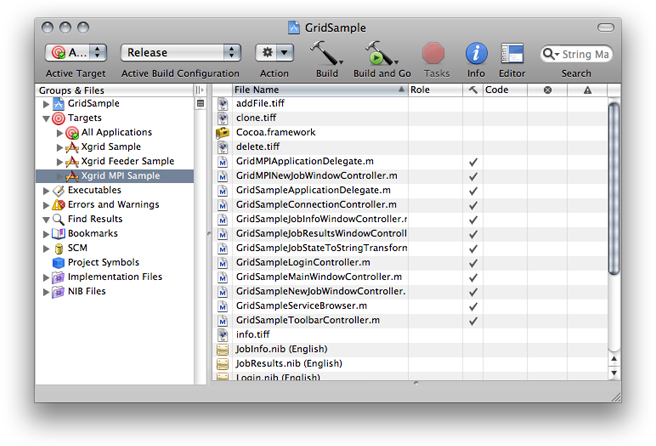 GridSample
A...
Release
String Ma
Active Target
Active Build Configuration
Action
Build
Build and Go
Tasks
Info
Editor
Search
Groups & Files
GridSample
Targets
All Applications
Xgrid Sample
Xgrid Feeder Sample
Xgrid MPI Sample
Executables
Errors and Warnings
Find Results
Bookmarks
SCM
Project Symbols
Implementation Files
NIB Files
File Name
Role
Code
addFile.tiff
clone.tiff
Cocoa.framework
delete.tiff
GridMPIApplicationDelegate.m
GridMPINewJobWindowController.m
GridSampleApplicationDelegate.m
GridSampleConnectionController.m
GridSampleJobInfoWindowController.r
GridSampleJobResultsWindowControll
GridSampleJobStateToStringTransform
GridSampleLoginController.m
GridSampleMainWindowController.m
GridSampleNewJobWindowController.
GridSampleServiceBrowser.m
GridSampleToolbarController.m
info.tiff
JobInfo.nib (English)
JobResults.nib (English)
Login.nib (English)